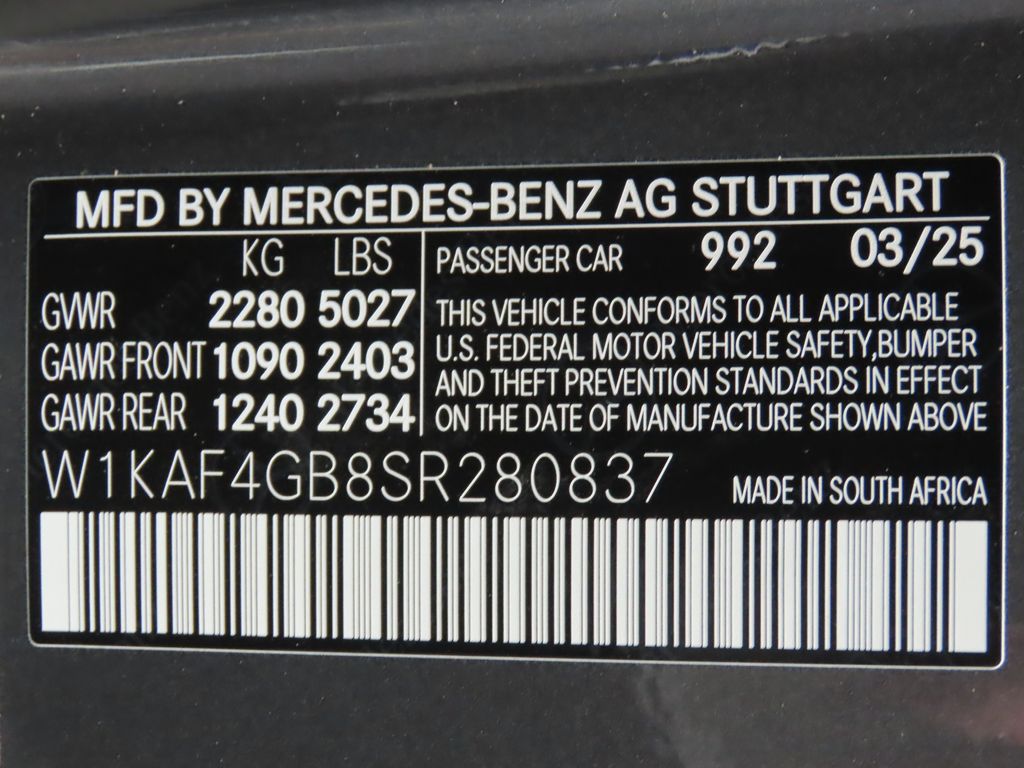 MFD BY MERCEDES-BENZ AG STUTTGART
KG LBS
GVWR 2280 5027
GAWR FRONT 1090 2403
GAWR REAR 1240 2734
PASSENGER CAR 992 03/25
THIS VEHICLE CONFORMS TO ALL APPLICABLE
U.S. FEDERAL MOTOR VEHICLE SAFETY,BUMPER
AND THEFT PREVENTION STANDARDS IN EFFECT
ON THE DATE OF MANUFACTURE SHOWN ABOVE
W1KAF4GB8SR280837
MADE IN SOUTH AFRICA